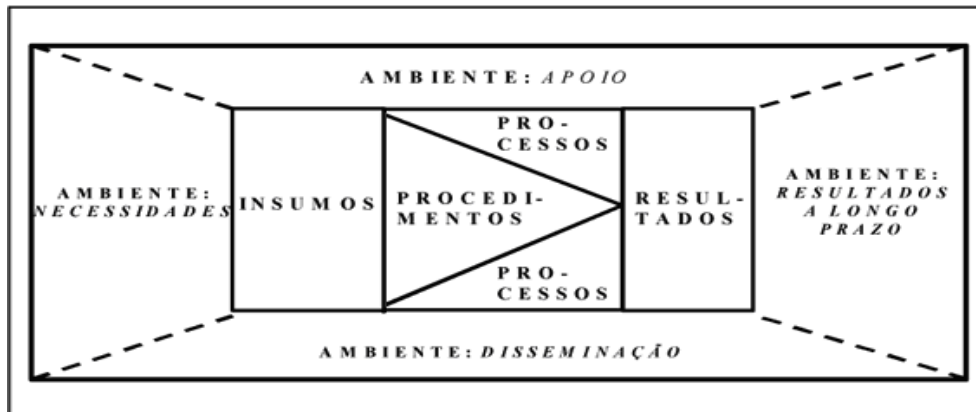 AMBIENTE: APOIO
AMBIENTE:
NECESSIDADES
INSUMOS
PRO-
CESSOS
PROCEDI-
MENTOS
PRO-
CESSOS
RESUL-
TADOS
AMBIENTE:
RESULTADOS
A LONGO
PRAZO
AMBIENTE: DISSEMINAÇÃO